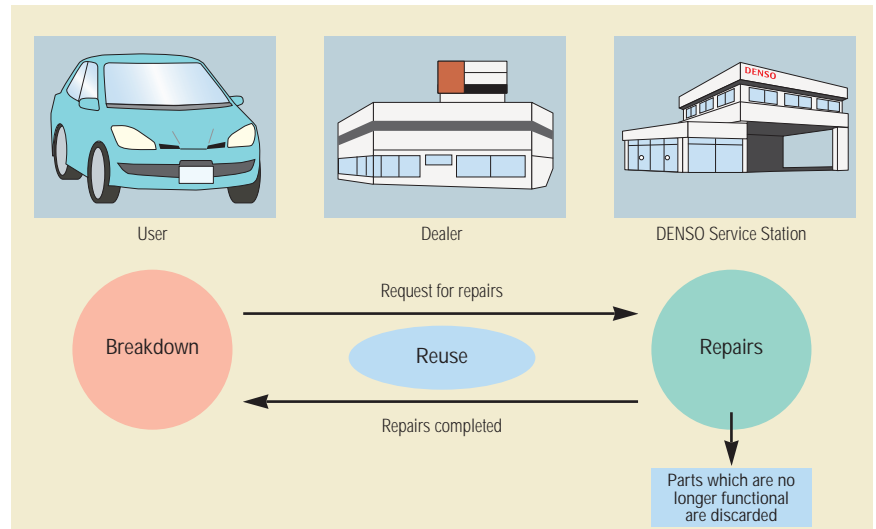 DENSO
User
Dealer
DENSO Service Station
Request for repairs
Breakdown
Reuse
Repairs
Repairs completed
Parts which are no
longer functional
are discarded